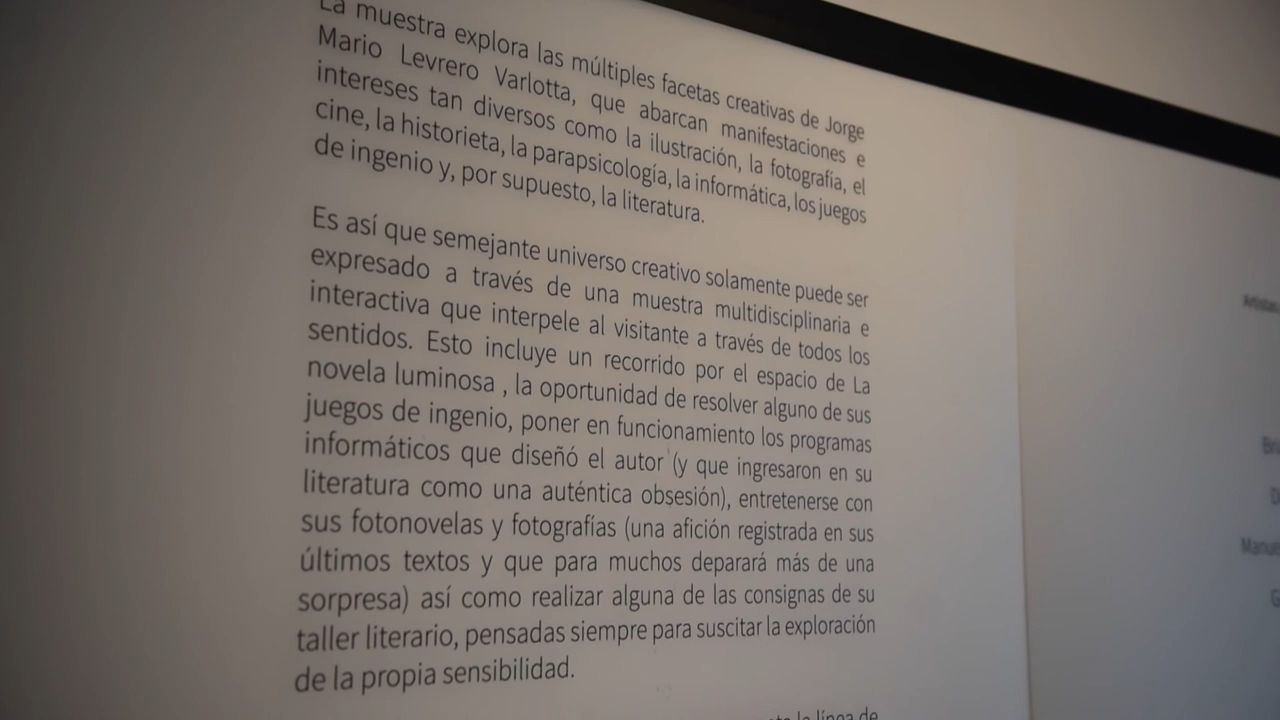 La muestra explora las múltiples facetas creativas de Jorge
Mario Levrero Varlotta, que abarcan manifestaciones e
intereses tan diversos como la ilustración, la fotografía, el
cine, la historieta, la parapsicología, la informática, los juegos
de ingenio y, por supuesto, la literatura.
Es así que semejante universo creativo solamente puede ser
expresado a través de una muestra multidisciplinaria e
interactiva que interpele al visitante a través de todos los
sentidos. Esto incluye un recorrido por el espacio de La
novela luminosa , la oportunidad de resolver alguno de sus
juegos de ingenio, poner en funcionamiento los programas
informáticos que diseñó el autor (y que ingresaron en su
literatura como una auténtica obsesión), entretenerse con
sus fotonovelas y fotografías (una afición registrada en sus
últimos textos y que para muchos deparará más de una
sorpresa) así como realizar alguna de las consignas de su
taller literario, pensadas siempre para suscitar la exploración
de la propia sensibilidad.
la línea de